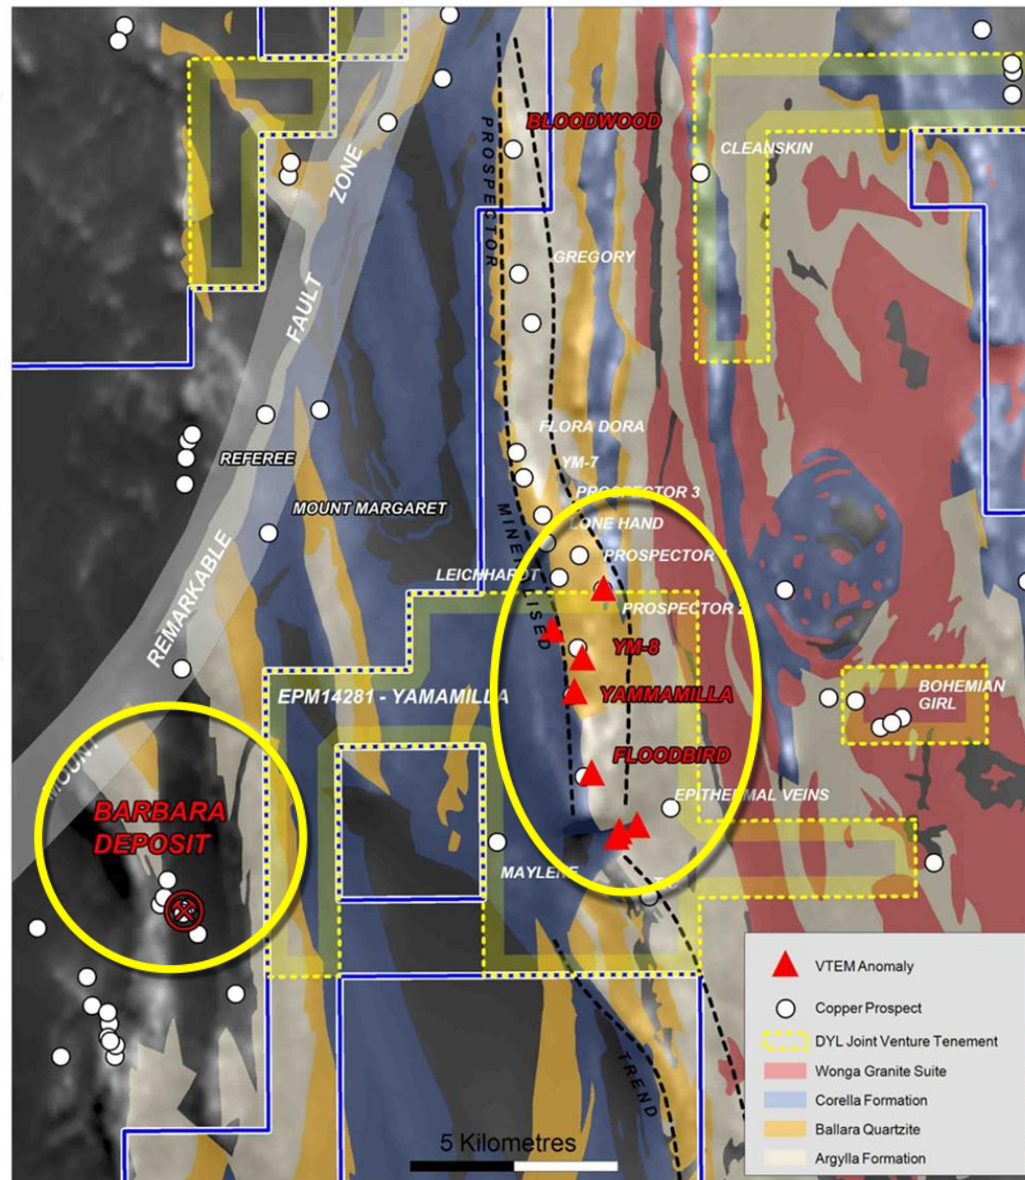 BLOODWOOD
CLEANSKIN
PROSPECTOR
ZONE
GREGORY
FAULT
FLORA DORA
YM-7
REFEREE
PROSPECTOR 3
MOUNT MARGARET
LONE HAND
MINERALISED
PROSPECTOR 1
LEICHHARDT
REMARKABLE
PROSPECTOR 2
YM-8
EPM14281 - YAMAMILLA
YAMMAMILLA
BOHEMIAN
GIRL
MOUNT
FLOODBIRD
BARBARA
DEPOSIT
EPITHERMAL VEINS
MAYLENE
TREND
5 Kilometres
VTEM Anomaly
Copper Prospect
DYL Joint Venture Tenement
Wonga Granite Suite
Corella Formation
Ballara Quartzite
Argylla Formation